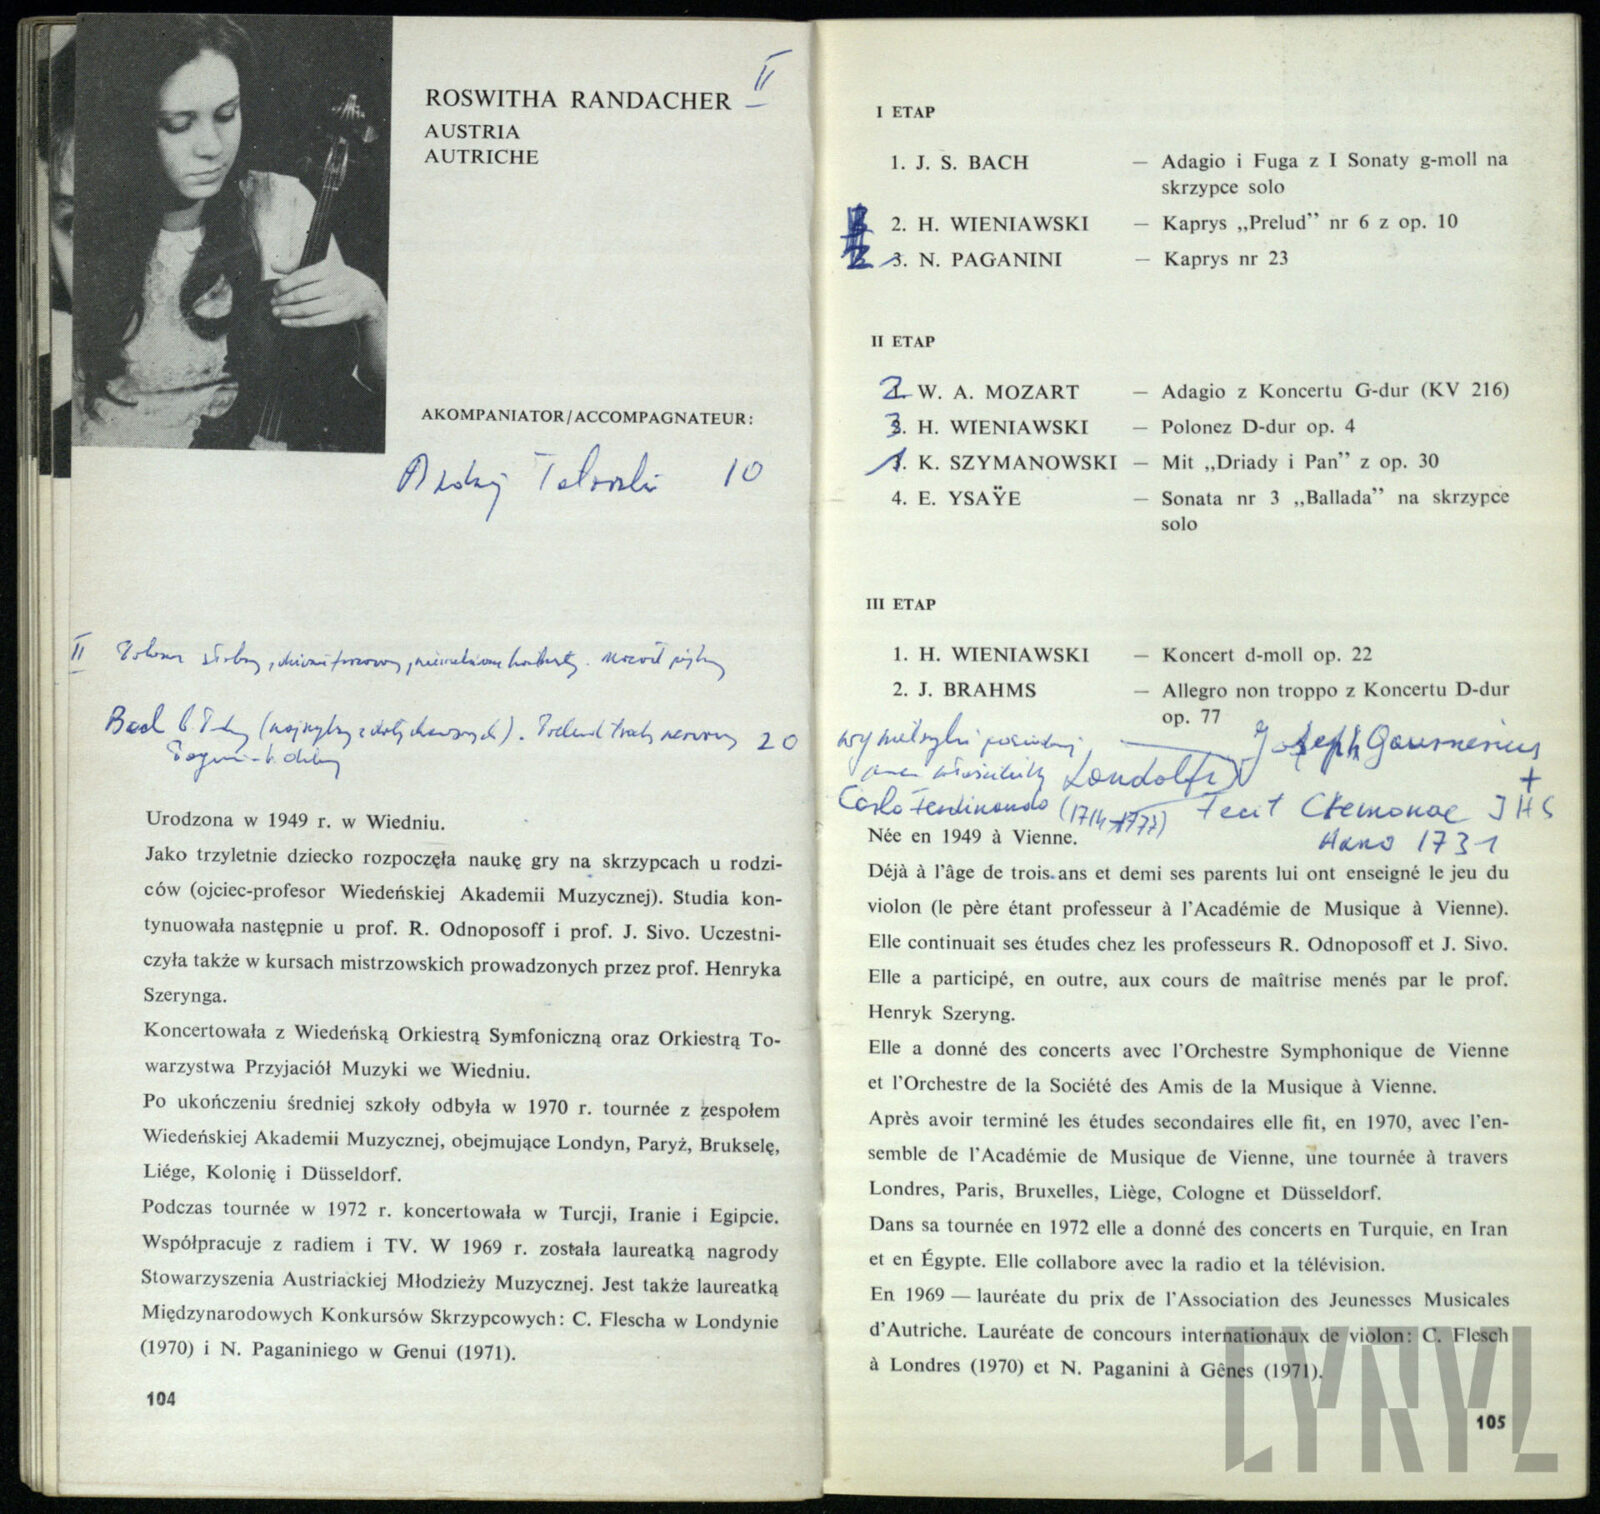 ROSWITHA RANDACHER II
AUSTRIA
AUTRICHE
AKOMPANIATOR/ACCOMPAGNATEUR:
10
II
Bach
20
Urodzona w 1949 r. w Wiedniu.
Jako trzyletnie dziecko rozpoczęła naukę gry na skrzypcach u rodzi-
ców (ojciec-profesor Wiedeńskiej Akademii Muzycznej). Studia kon-
tynuowała następnie u prof. R. Odnoposoff i prof. J. Sivo. Uczestni-
czyła także w kursach mistrzowskich prowadzonych przez prof. Henryka
Szerynga.
Koncertowała z Wiedeńską Orkiestrą Symfoniczną oraz Orkiestrą To-
warzystwa Przyjaciół Muzyki we Wiedniu.
Po ukończeniu średniej szkoły odbyła w 1970 r. tournée z zespołem
Wiedeńskiej Akademii Muzycznej, obejmujące Londyn, Paryż, Brukselę,
Liége, Kolonię i Düsseldorf.
Podczas tournée w 1972 r. koncertowała w Turcji, Iranie i Egipcie.
Współpracuje z radiem i TV. W 1969 r. została laureatką nagrody
Stowarzyszenia Austriackiej Młodzieży Muzycznej. Jest także laureatką
Międzynarodowych Konkursów Skrzypcowych: C. Flescha w Londynie
(1970) i N. Paganiniego w Genui (1971).
104
I ETAP
1. J. S. BACH — Adagio i Fuga z I Sonaty g-moll na
skrzypce solo
2. H. WIENIAWSKI — Kaprys „Prelud” nr 6 z op. 10
3. N. PAGANINI — Kaprys nr 23
II ETAP
2 W. A. MOZART — Adagio z Koncertu G-dur (KV 216)
3. H. WIENIAWSKI — Polonez D-dur op. 4
1. K. SZYMANOWSKI — Mit „Driady i Pan” z op. 30
4. E. YSAŸE — Sonata nr 3 „Ballada” na skrzypce
solo
III ETAP
1. H. WIENIAWSKI — Koncert d-moll op. 22
2. J. BRAHMS — Allegro non troppo z Koncertu D-dur
op. 77
Joseph Guarnerius
Landolfi
Carlo Ferdinando (1714-1771) Fecit Cremonae IHS
Anno 1731
Née en 1949 à Vienne.
Déjà à l’âge de trois ans et demi ses parents lui ont enseigné le jeu du
violon (le père étant professeur à l’Académie de Musique à Vienne).
Elle continuait ses études chez les professeurs R. Odnoposoff et J. Sivo.
Elle a participé, en outre, aux cours de maîtrise menés par le prof.
Henryk Szeryng.
Elle a donné des concerts avec l’Orchestre Symphonique de Vienne
et l’Orchestre de la Société des Amis de la Musique à Vienne.
Après avoir terminé les études secondaires elle fit, en 1970, avec l’en-
semble de l’Académie de Musique de Vienne, une tournée à travers
Londres, Paris, Bruxelles, Liège, Cologne et Düsseldorf.
Dans sa tournée en 1972 elle a donné des concerts en Turquie, en Iran
et en Égypte. Elle collabore avec la radio et la télévision.
En 1969 — lauréate du prix de l’Association des Jeunesses Musicales
d’Autriche. Lauréate de concours internationaux de violon: C. Flesch
à Londres (1970) et N. Paganini à Gênes (1971).
105
CYRYL